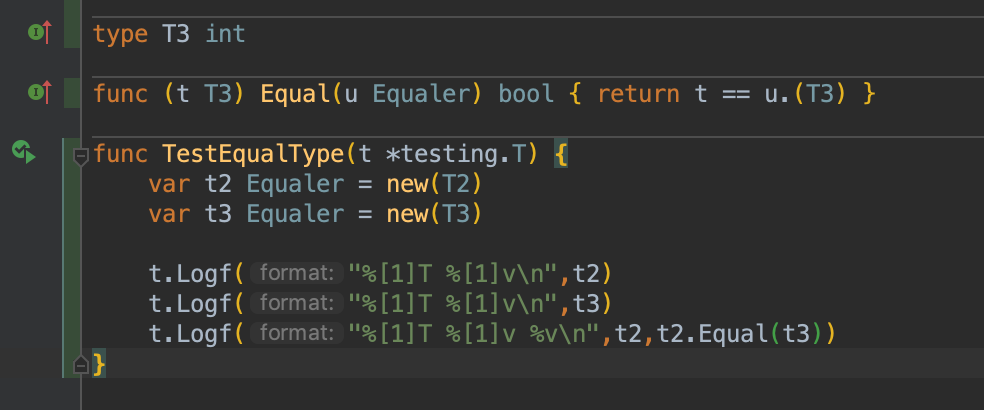 type T3 int
func (t T3) Equal(u Equaler) bool { return t == u.(T3) }
func TestEqualType(t *testing.T) {
    var t2 Equaler = new(T2)
    var t3 Equaler = new(T3)
    t.Logf( format: "%[1]T %[1]v\n",t2)
    t.Logf( format: "%[1]T %[1]v\n",t3)
    t.Logf( format: "%[1]T %[1]v %v\n",t2,t2.Equal(t3))
}